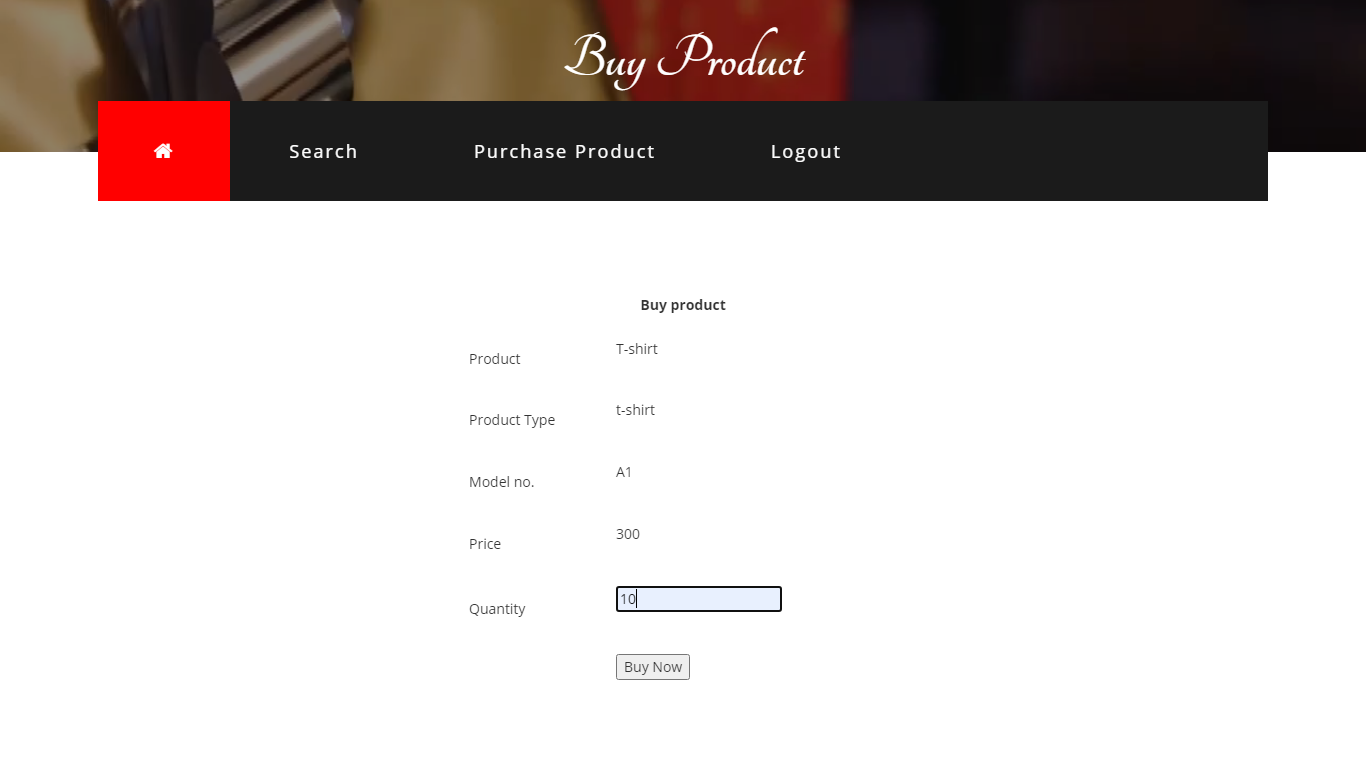 Buy Product
Search Purchase Product Logout
Buy product
Product T-shirt
Product Type t-shirt
Model no. A1
Price 300
Quantity 10
Buy Now